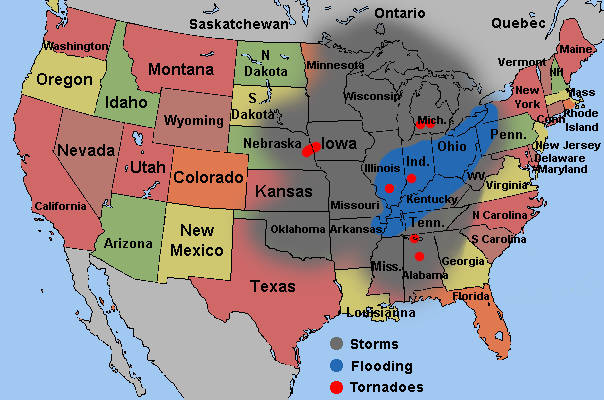 Ontario
Saskatchewan
Quebec
Washington
Maine
Montana
N
Dakota
Minnesota
Vermont
NH
Oregon
Idaho
Wisconsin
New
York
Mass
S
Dakota
Wyoming
Mich.
Conn
Rhode
Island
Nebraska
Iowa
Ohio
Penn.
New Jersey
Nevada
Utah
Colorado
Illinois
Ind.
Delaware
Maryland
WV
Virginia
Kansas
Missouri
Kentucky
California
N Carolina
Arizona
New
Mexico
Oklahoma
Arkansas
Tenn.
S Carolina
Miss.
Alabama
Georgia
Texas
Louisianna
Florida
Storms
Flooding
Tornadoes